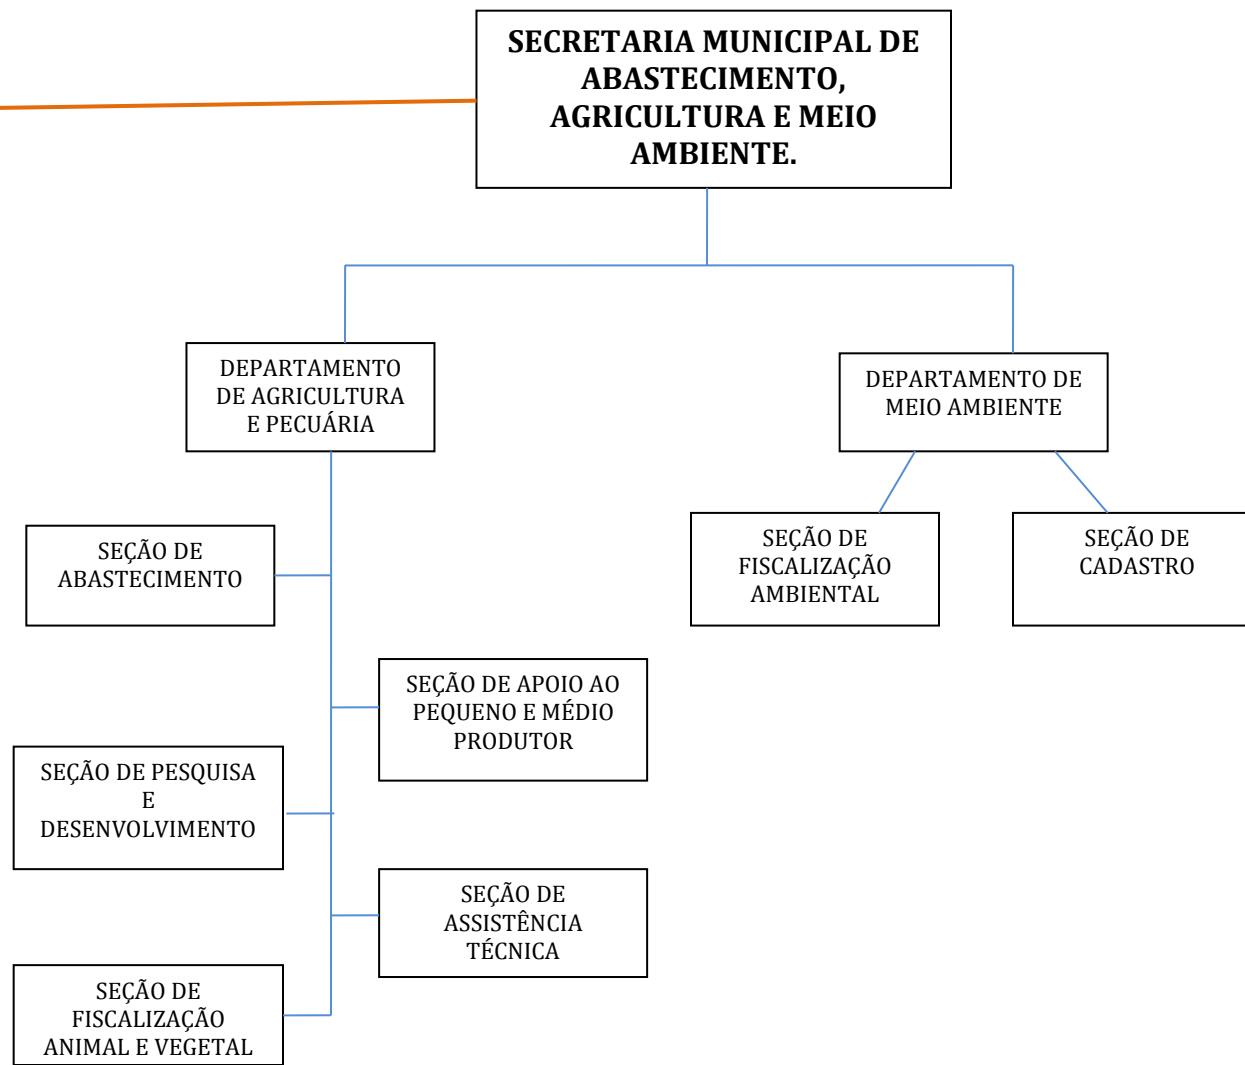 SECRETARIA MUNICIPAL DE
ABASTECIMENTO,
AGRICULTURA E MEIO
AMBIENTE.
DEPARTAMENTO
DE AGRICULTURA
E PECUÁRIA
DEPARTAMENTO DE
MEIO AMBIENTE
SEÇÃO DE
ABASTECIMENTO
SEÇÃO DE
FISCALIZAÇÃO
AMBIENTAL
SEÇÃO DE
CADASTRO
SEÇÃO DE APOIO AO
PEQUENO E MÉDIO
PRODUTOR
SEÇÃO DE PESQUISA
E
DESENVOLVIMENTO
SEÇÃO DE
ASSISTÊNCIA
TÉCNICA
SEÇÃO DE
FISCALIZAÇÃO
ANIMAL E VEGETAL